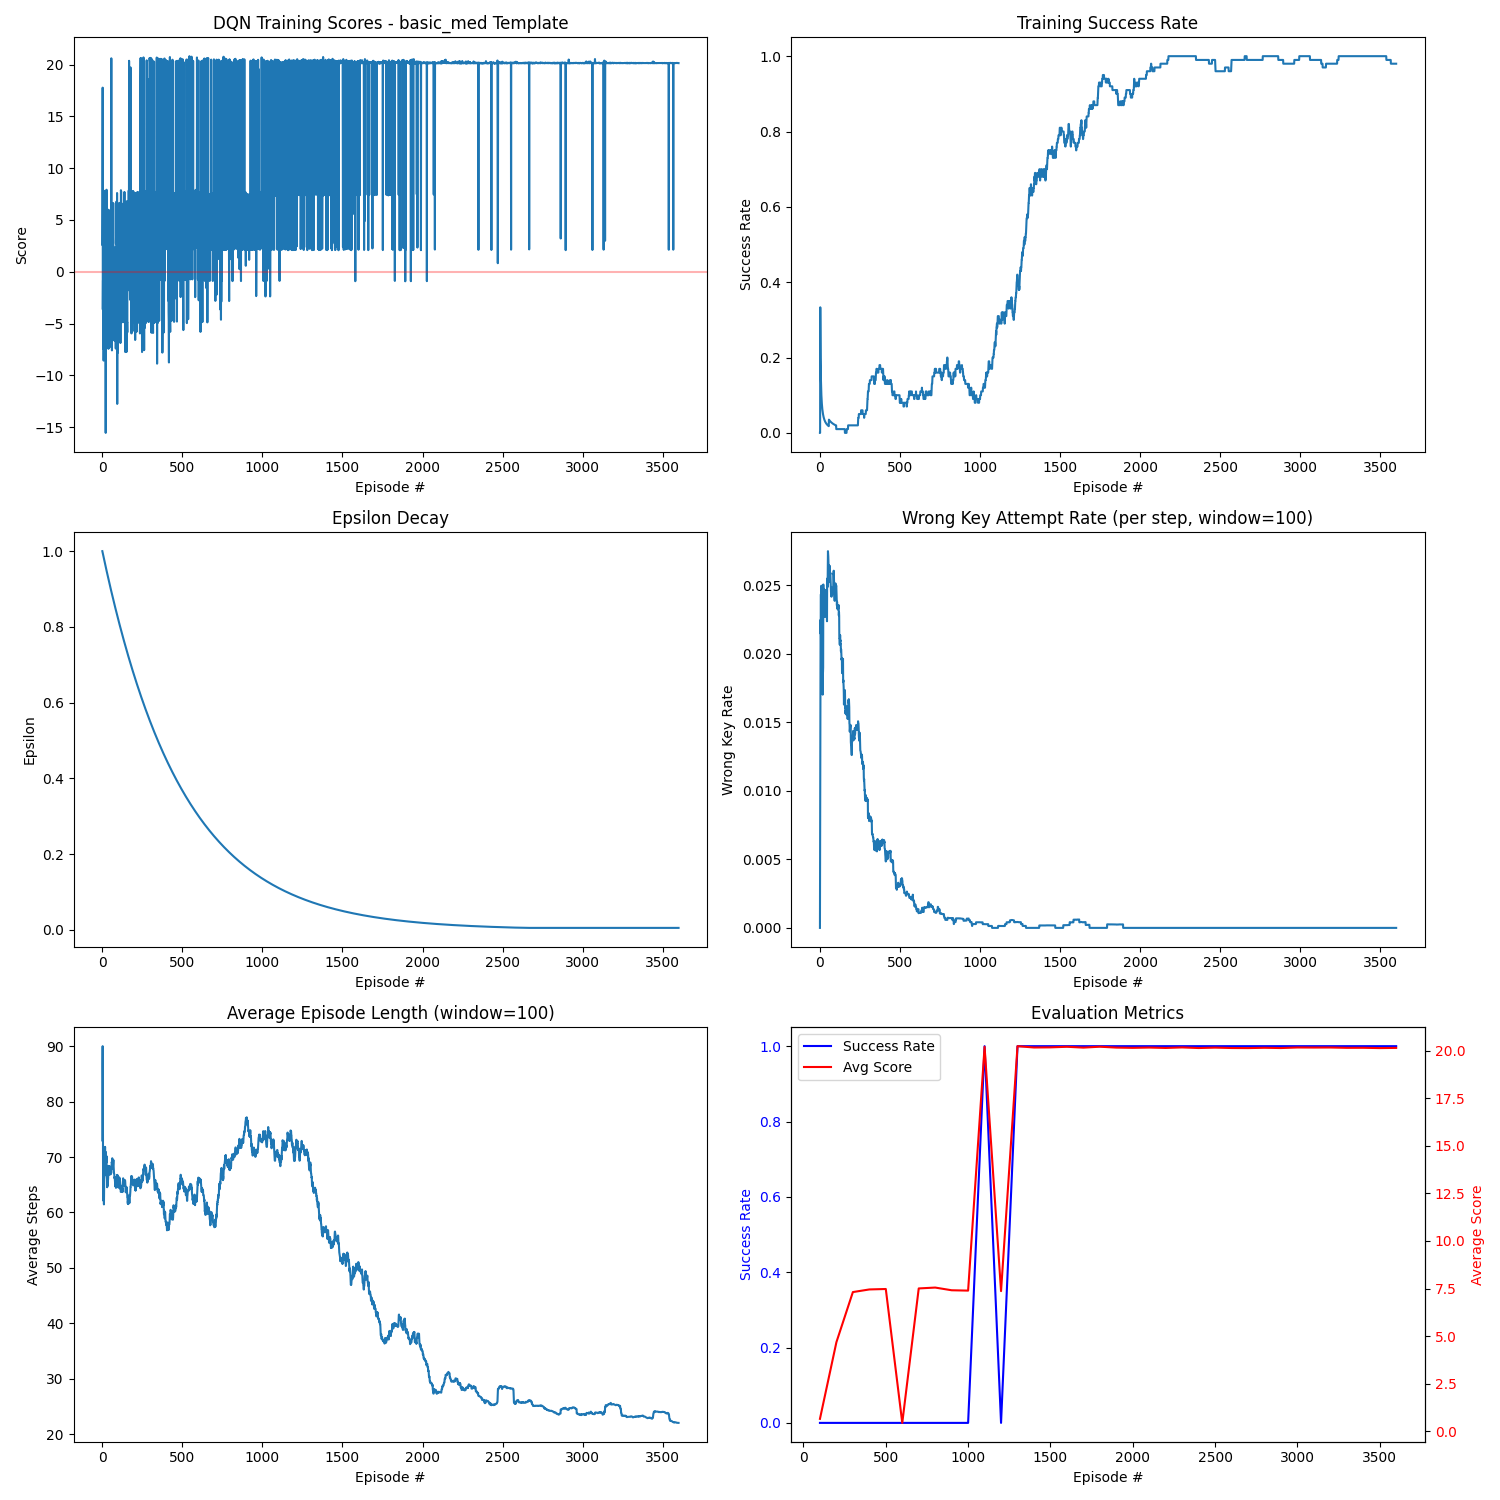 DQN Training Scores - basic_med Template
Score
20
15
10
5
0
−5
−10
−15
0 500 1000 1500 2000 2500 3000 3500
Episode #
Training Success Rate
Success Rate
1.0
0.8
0.6
0.4
0.2
0.0
0 500 1000 1500 2000 2500 3000 3500
Episode #
Epsilon Decay
Epsilon
1.0
0.8
0.6
0.4
0.2
0.0
0 500 1000 1500 2000 2500 3000 3500
Episode #
Wrong Key Attempt Rate (per step, window=100)
Wrong Key Rate
0.025
0.020
0.015
0.010
0.005
0.000
0 500 1000 1500 2000 2500 3000 3500
Episode #
Average Episode Length (window=100)
Average Steps
90
80
70
60
50
40
30
20
0 500 1000 1500 2000 2500 3000 3500
Episode #
Evaluation Metrics
Success Rate
Avg Score
Success Rate
1.0
0.8
0.6
0.4
0.2
0.0
20.0
17.5
15.0
12.5
10.0
7.5
5.0
2.5
0.0
Average Score
0 500 1000 1500 2000 2500 3000 3500
Episode #